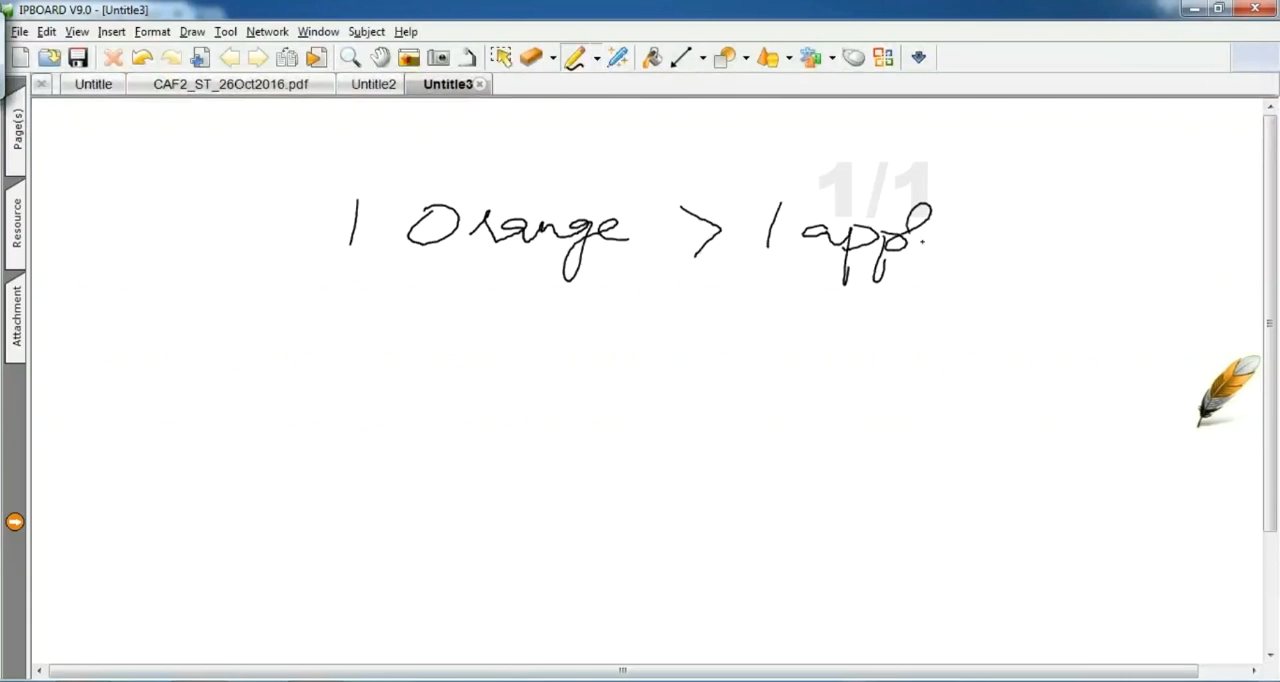 IPBOARD V9.0 - [Untitle3]
File Edit View Insert Format Draw Tool Network Window Subject Help
Untitle CAF2_ST_26Oct2016.pdf Untitle2 Untitle3
Page(s)
Resource
Attachment
1/1
1 Orange > 1 appl